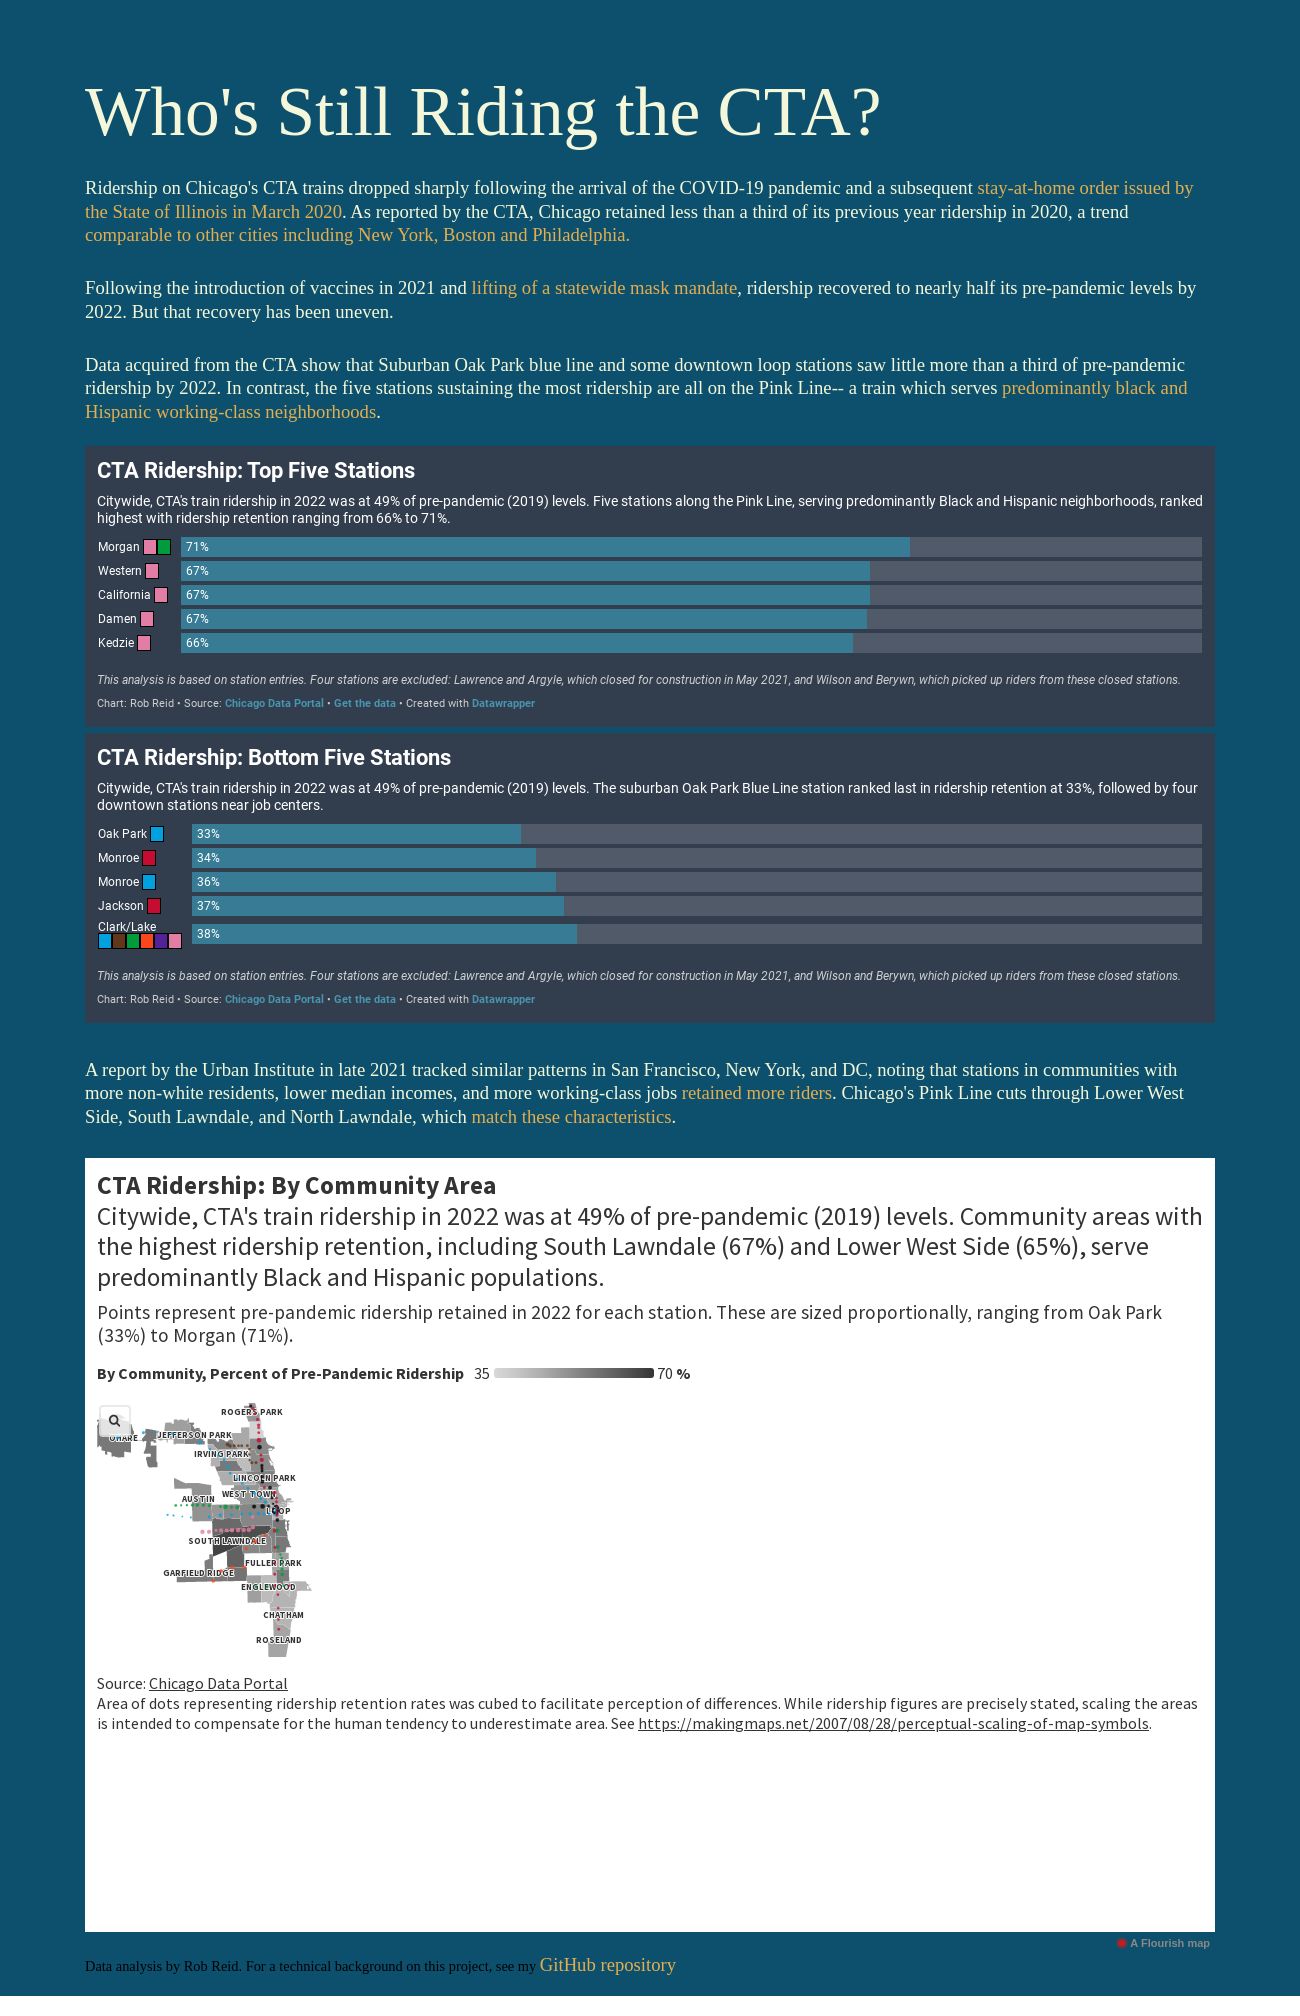 Who's Still Riding the CTA?
Ridership on Chicago's CTA trains dropped sharply following the arrival of the COVID-19 pandemic and a subsequent stay-at-home order issued by
the State of Illinois in March 2020. As reported by the CTA, Chicago retained less than a third of its previous year ridership in 2020, a trend
comparable to other cities including New York, Boston and Philadelphia.
Following the introduction of vaccines in 2021 and lifting of a statewide mask mandate, ridership recovered to nearly half its pre-pandemic levels by
2022. But that recovery has been uneven.
Data acquired from the CTA show that Suburban Oak Park blue line and some downtown loop stations saw little more than a third of pre-pandemic
ridership by 2022. In contrast, the five stations sustaining the most ridership are all on the Pink Line-- a train which serves predominantly black and
Hispanic working-class neighborhoods.
CTA Ridership: Top Five Stations
Citywide, CTA's train ridership in 2022 was at 49% of pre-pandemic (2019) levels. Five stations along the Pink Line, serving predominantly Black and Hispanic neighborhoods, ranked
highest with ridership retention ranging from 66% to 71%.
Morgan 71%
Western 67%
California 67%
Damen 67%
Kedzie 66%
This analysis is based on station entries. Four stations are excluded: Lawrence and Argyle, which closed for construction in May 2021, and Wilson and Berywn, which picked up riders from these closed stations.
Chart: Rob Reid • Source: Chicago Data Portal • Get the data • Created with Datawrapper
CTA Ridership: Bottom Five Stations
Citywide, CTA's train ridership in 2022 was at 49% of pre-pandemic (2019) levels. The suburban Oak Park Blue Line station ranked last in ridership retention at 33%, followed by four
downtown stations near job centers.
Oak Park 33%
Monroe 34%
Monroe 36%
Jackson 37%
Clark/Lake 38%
This analysis is based on station entries. Four stations are excluded: Lawrence and Argyle, which closed for construction in May 2021, and Wilson and Berywn, which picked up riders from these closed stations.
Chart: Rob Reid • Source: Chicago Data Portal • Get the data • Created with Datawrapper
A report by the Urban Institute in late 2021 tracked similar patterns in San Francisco, New York, and DC, noting that stations in communities with
more non-white residents, lower median incomes, and more working-class jobs retained more riders. Chicago's Pink Line cuts through Lower West
Side, South Lawndale, and North Lawndale, which match these characteristics.
CTA Ridership: By Community Area
Citywide, CTA's train ridership in 2022 was at 49% of pre-pandemic (2019) levels. Community areas with
the highest ridership retention, including South Lawndale (67%) and Lower West Side (65%), serve
predominantly Black and Hispanic populations.
Points represent pre-pandemic ridership retained in 2022 for each station. These are sized proportionally, ranging from Oak Park
(33%) to Morgan (71%).
By Community, Percent of Pre-Pandemic Ridership 35 70 %
ROGERS PARK
OHARE JEFFERSON PARK
IRVING PARK
LINCOLN PARK
WEST TOWN
AUSTIN
LOOP
SOUTH LAWNDALE
FULLER PARK
GARFIELD RIDGE
ENGLEWOOD
CHATHAM
ROSELAND
Source: Chicago Data Portal
Area of dots representing ridership retention rates was cubed to facilitate perception of differences. While ridership figures are precisely stated, scaling the areas
is intended to compensate for the human tendency to underestimate area. See https://makingmaps.net/2007/08/28/perceptual-scaling-of-map-symbols.
A Flourish map
Data analysis by Rob Reid. For a technical background on this project, see my GitHub repository